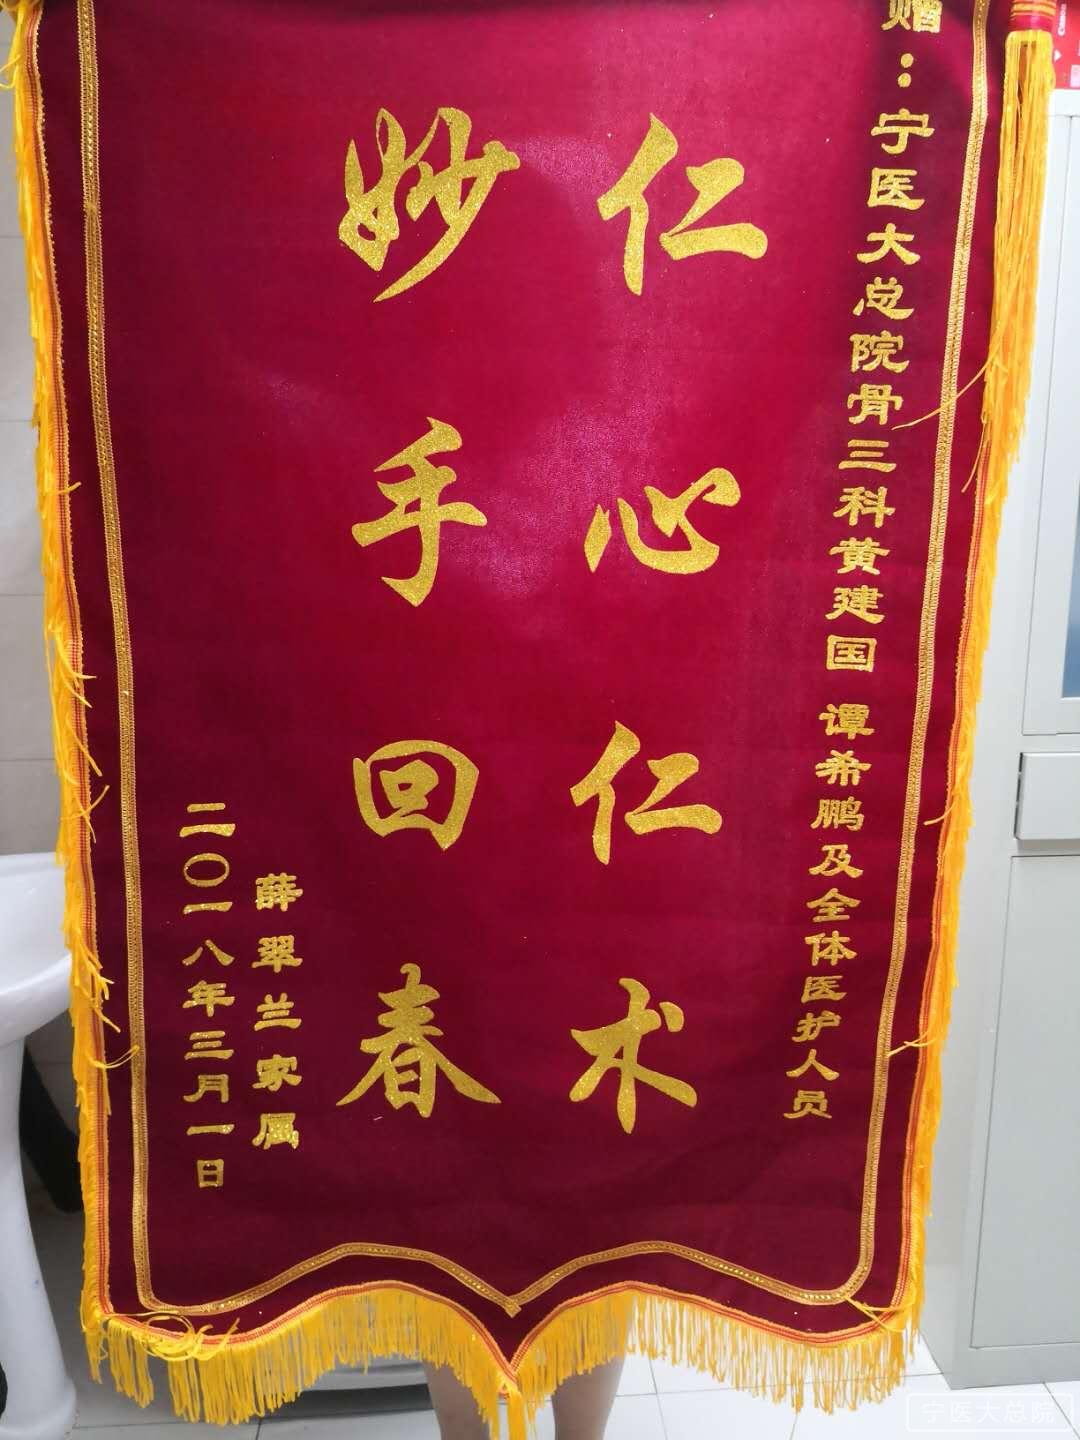 赠：宁医大总院骨三科黄建国 谭希鹏及全体医护人员
仁心仁术
妙手回春
薛翠兰家属
二〇一八年三月一日
宁医大总院